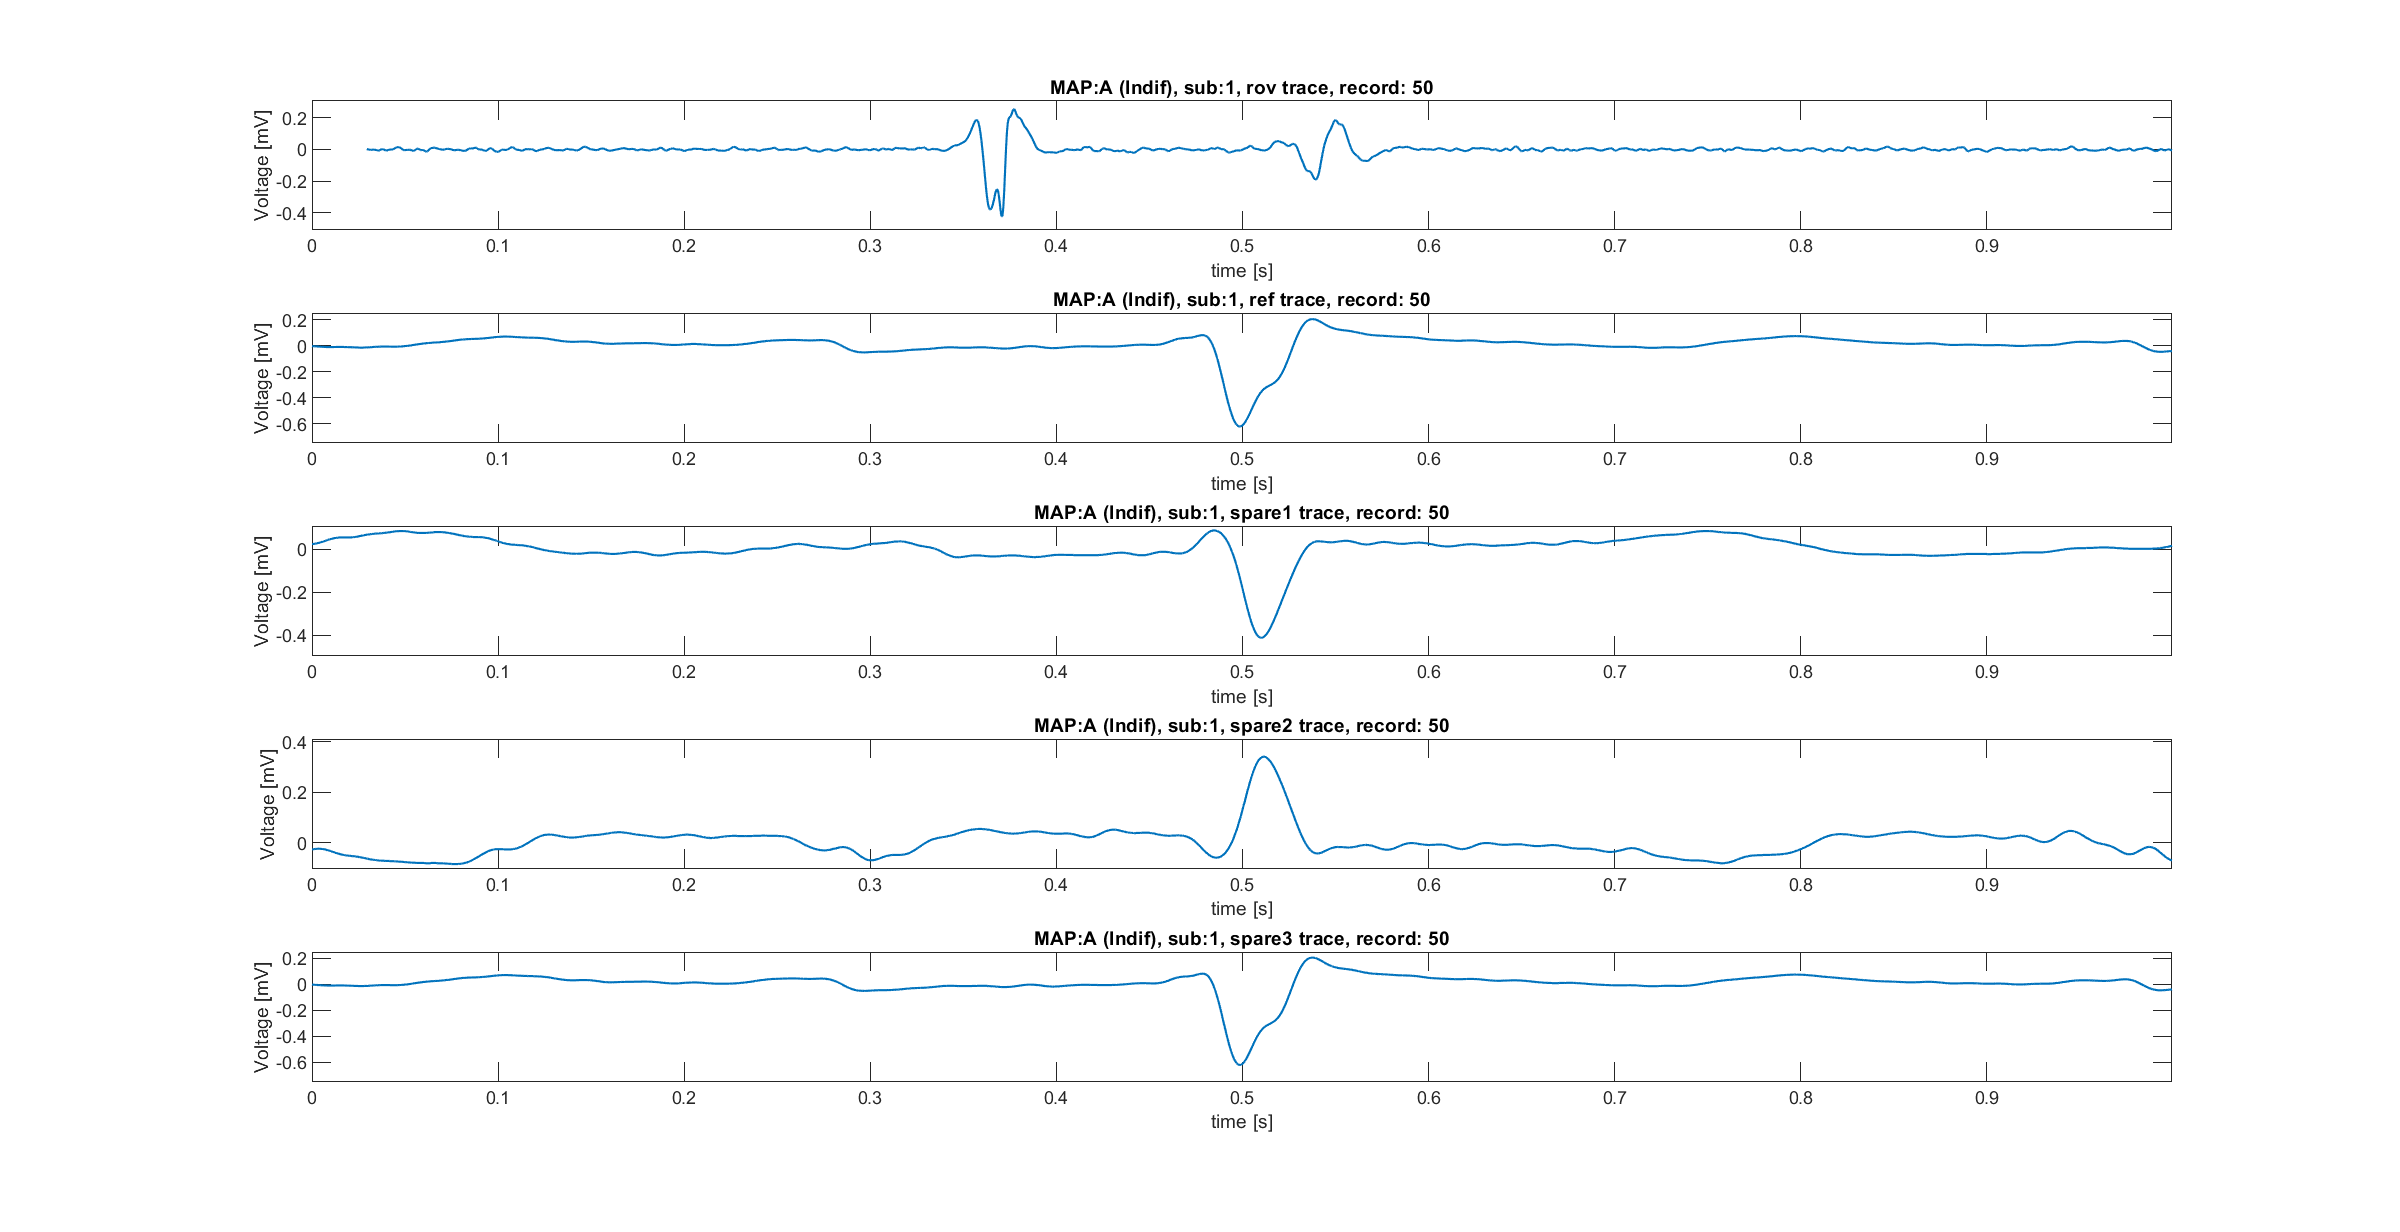 MAP:A (Indif), sub:1, rov trace, record: 50
Voltage [mV]
0.2
0
-0.2
-0.4
0 0.1 0.2 0.3 0.4 0.5 0.6 0.7 0.8 0.9
time [s]
MAP:A (Indif), sub:1, ref trace, record: 50
Voltage [mV]
0.2
0
-0.2
-0.4
-0.6
0 0.1 0.2 0.3 0.4 0.5 0.6 0.7 0.8 0.9
time [s]
MAP:A (Indif), sub:1, spare1 trace, record: 50
Voltage [mV]
0
-0.2
-0.4
0 0.1 0.2 0.3 0.4 0.5 0.6 0.7 0.8 0.9
time [s]
MAP:A (Indif), sub:1, spare2 trace, record: 50
Voltage [mV]
0.4
0.2
0
0 0.1 0.2 0.3 0.4 0.5 0.6 0.7 0.8 0.9
time [s]
MAP:A (Indif), sub:1, spare3 trace, record: 50
Voltage [mV]
0.2
0
-0.2
-0.4
-0.6
0 0.1 0.2 0.3 0.4 0.5 0.6 0.7 0.8 0.9
time [s]